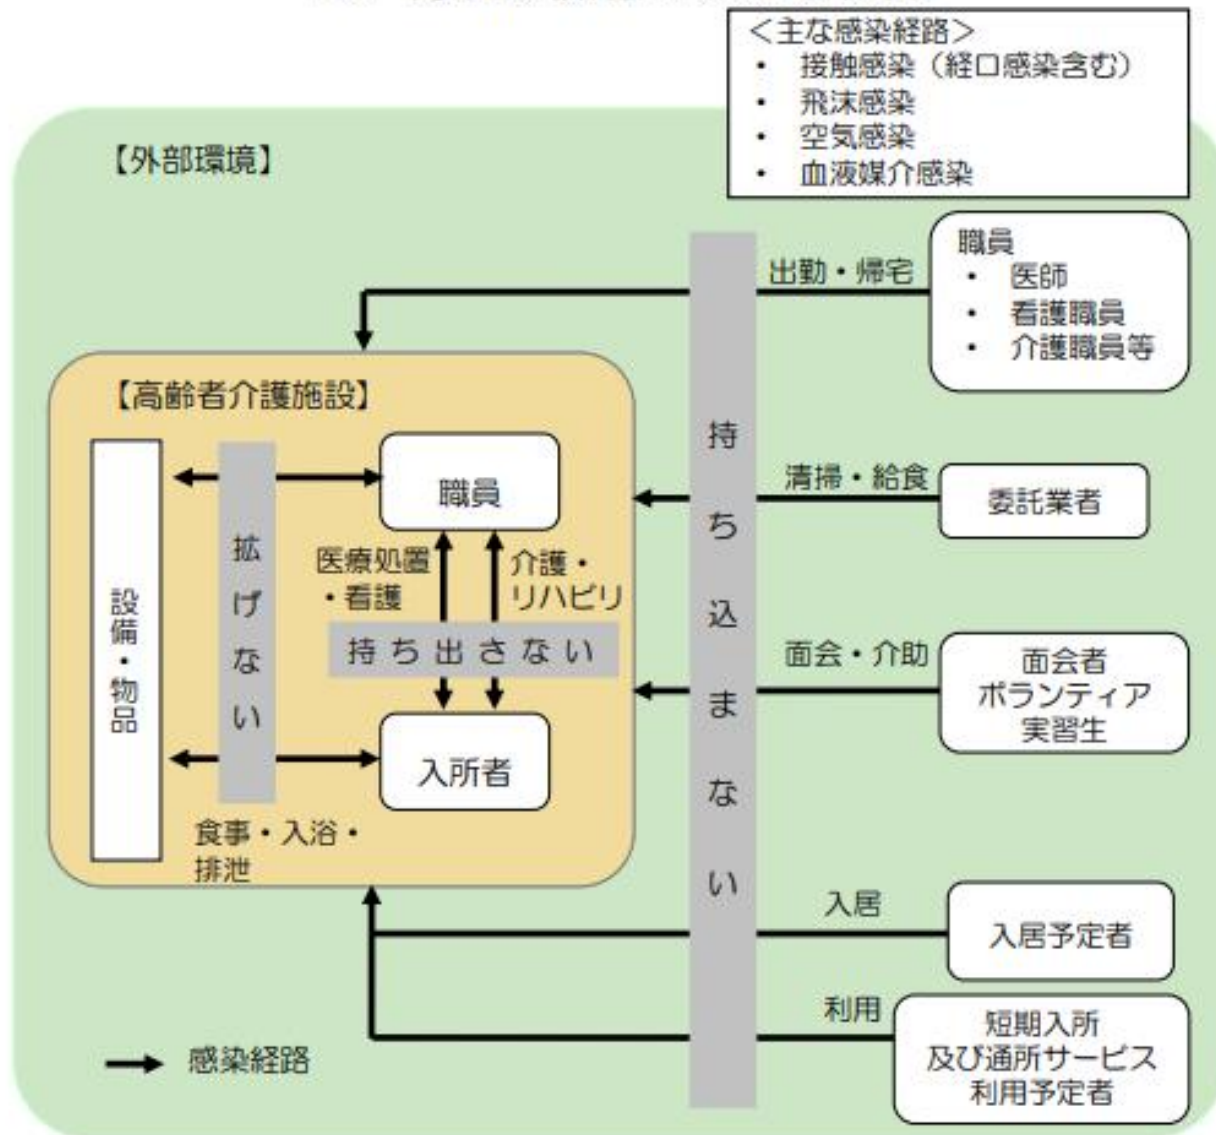 ＜主な感染経路＞
・ 接触感染（経口感染含む）
・ 飛沫感染
・ 空気感染
・ 血液媒介感染
【外部環境】
職員
・ 医師
・ 看護職員
・ 介護職員等
出勤・帰宅
【高齢者介護施設】
持ち込まない
職員
清掃・給食
委託業者
拡げない
設備・物品
医療処置
・看護
介護・
リハビリ
持ち出さない
面会・介助
面会者
ボランティア
実習生
入所者
食事・入浴・
排泄
入居
入居予定者
利用
短期入所
及び通所サービス
利用予定者
感染経路